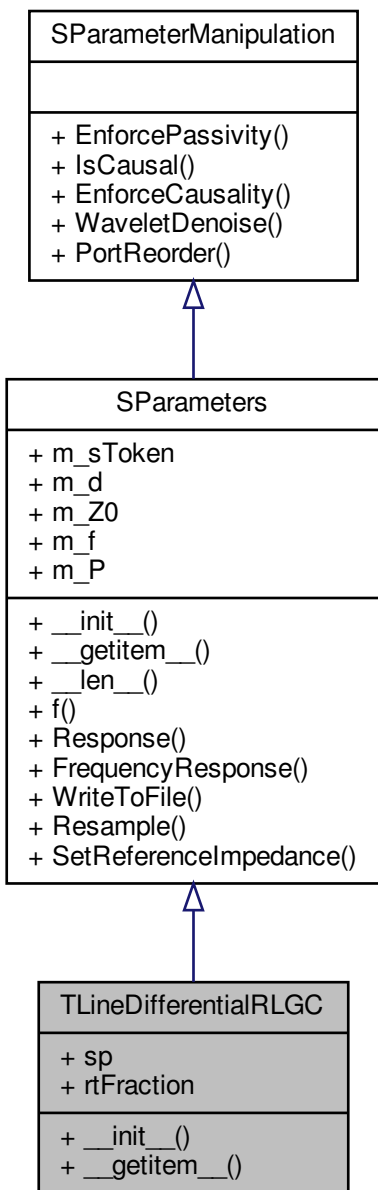 SParameterManipulation
+ EnforcePassivity()
+ IsCausal()
+ EnforceCausality()
+ WaveletDenoise()
+ PortReorder()
SParameters
+ m_sToken
+ m_d
+ m_Z0
+ m_f
+ m_P
+ __init__()
+ __getitem__()
+ __len__()
+ f()
+ Response()
+ FrequencyResponse()
+ WriteToFile()
+ Resample()
+ SetReferenceImpedance()
TLineDifferentialRLGC
+ sp
+ rtFraction
+ __init__()
+ __getitem__()